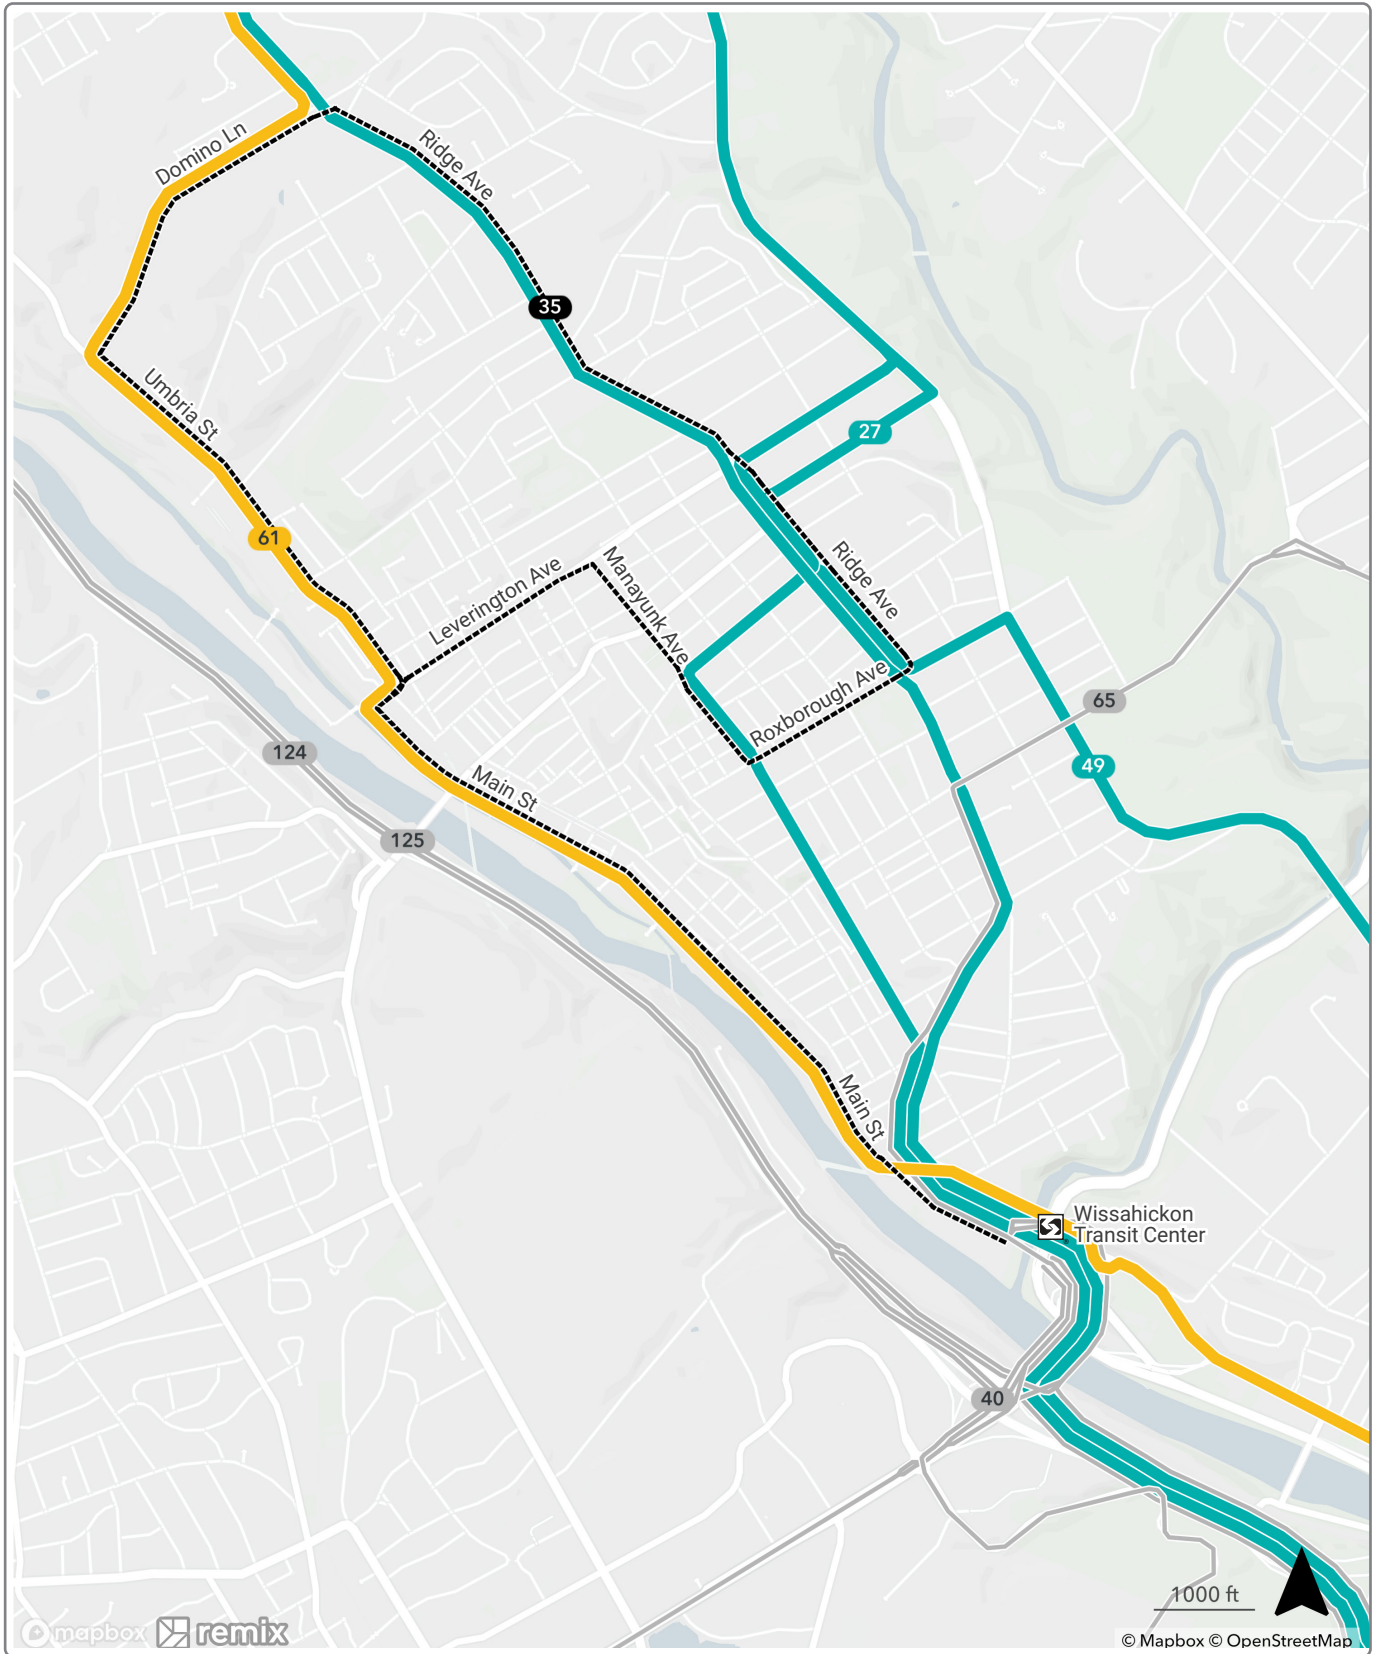 Domino Ln
Ridge Ave
35
27
Umbria St
61
Leverington Ave
Manayunk Ave
Ridge Ave
Roxborough Ave
65
49
124
Main St
125
Main St
Wissahickon
Transit Center
40
1000 ft
mapbox
remix
© Mapbox © OpenStreetMap